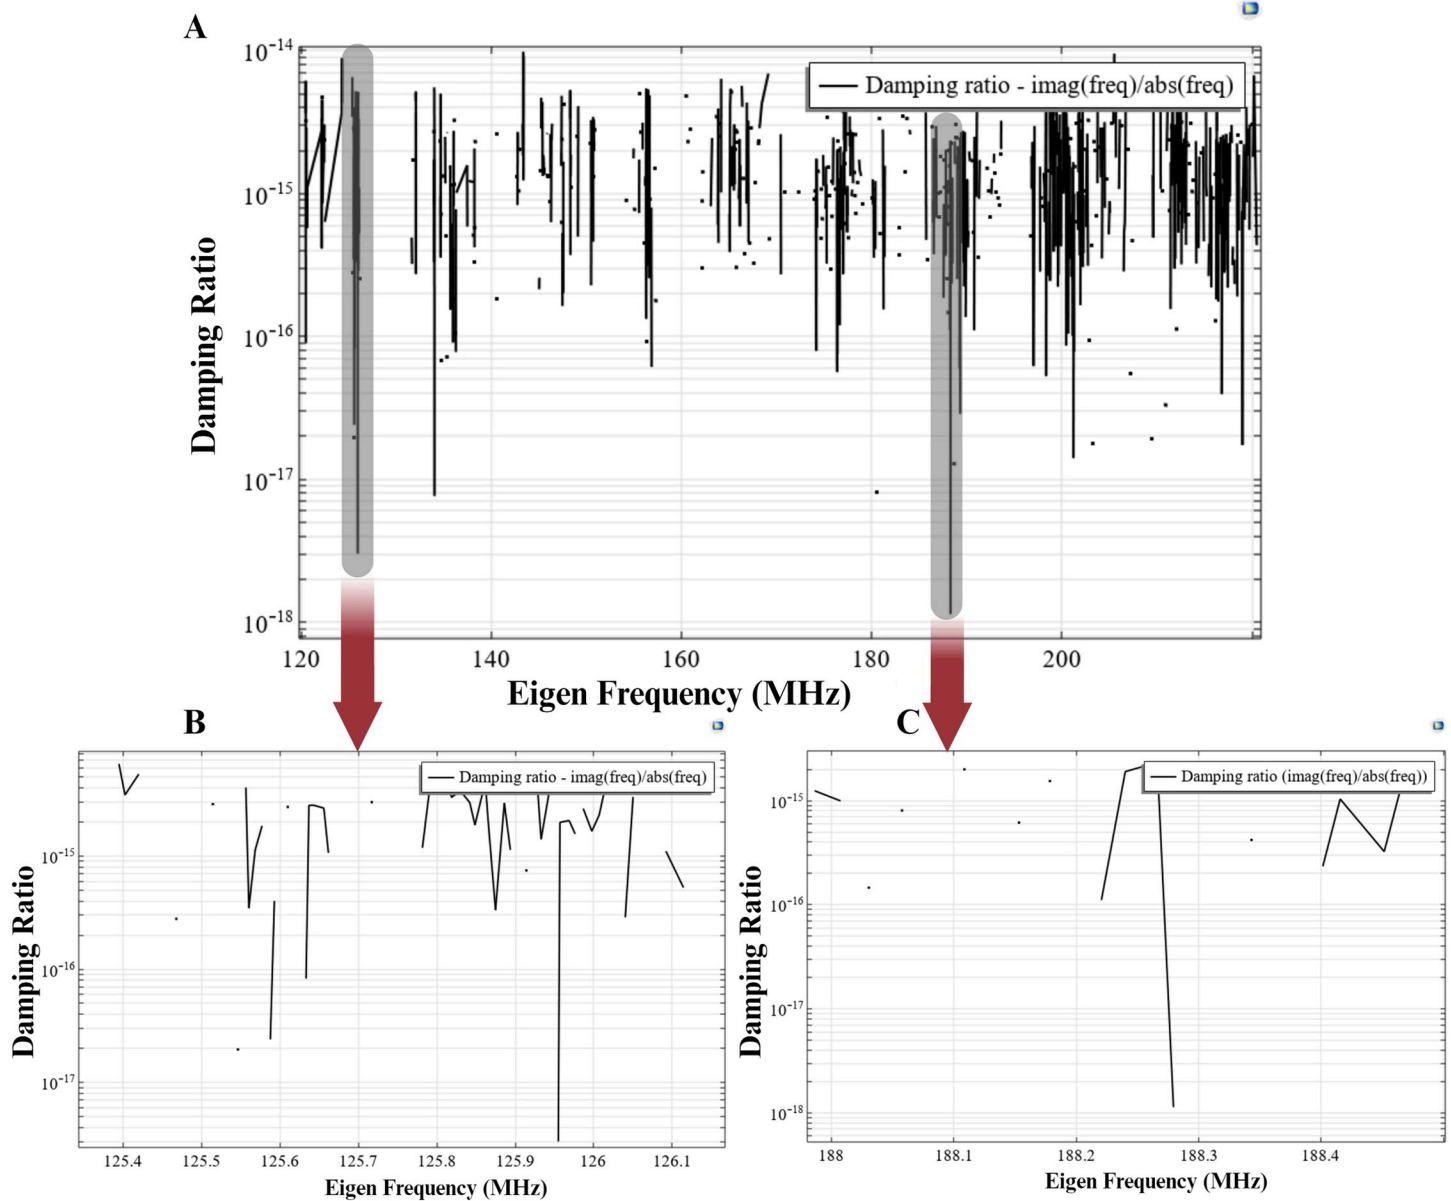 A
Damping ratio - imag(freq)/abs(freq)
10⁻¹⁴
10⁻¹⁵
10⁻¹⁶
10⁻¹⁷
10⁻¹⁸
Damping Ratio
120 140 160 180 200
Eigen Frequency (MHz)
B
Damping ratio - imag(freq)/abs(freq)
10⁻¹⁵
10⁻¹⁶
10⁻¹⁷
Damping Ratio
125.4 125.5 125.6 125.7 125.8 125.9 126 126.1
Eigen Frequency (MHz)
C
Damping ratio (imag(freq)/abs(freq))
10⁻¹⁵
10⁻¹⁶
10⁻¹⁷
10⁻¹⁸
Damping Ratio
188 188.1 188.2 188.3 188.4
Eigen Frequency (MHz)